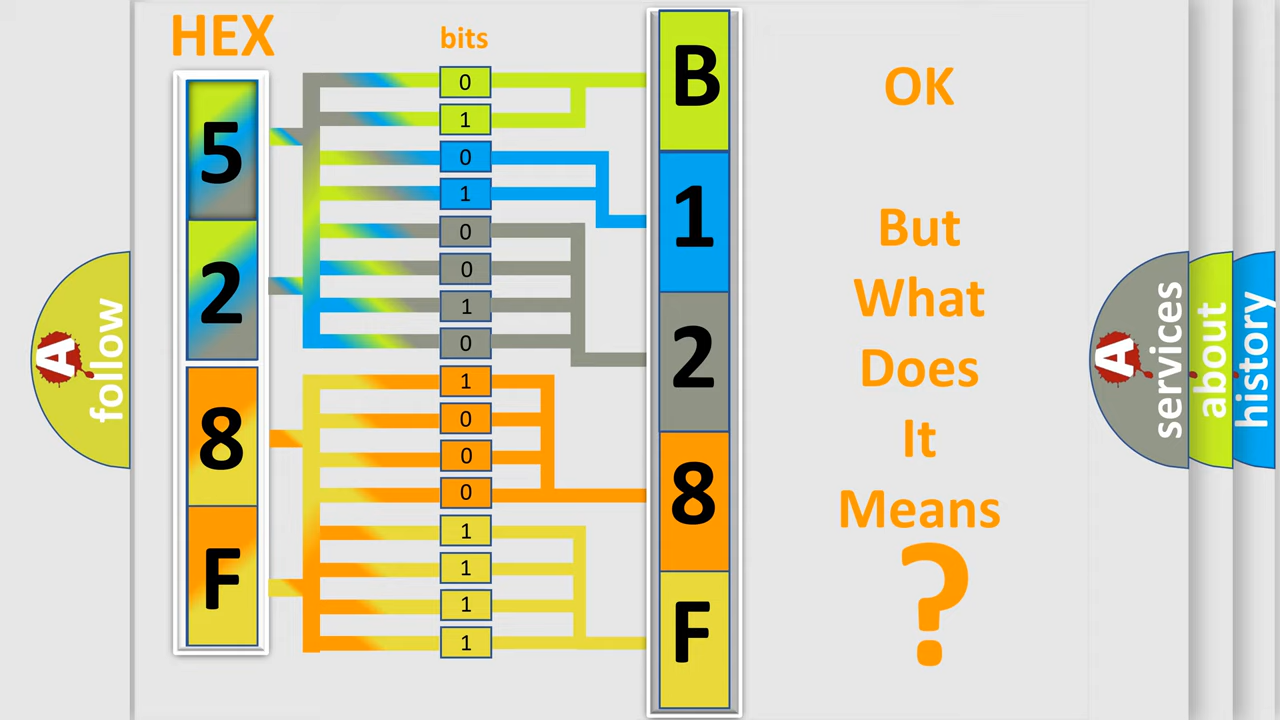 HEX
bits
5
2
8
F
0
1
0
1
0
0
1
0
1
0
0
0
1
1
1
1
B
1
2
8
F
OK
But
What
Does
It
Means
?
A
follow
A
services
about
history